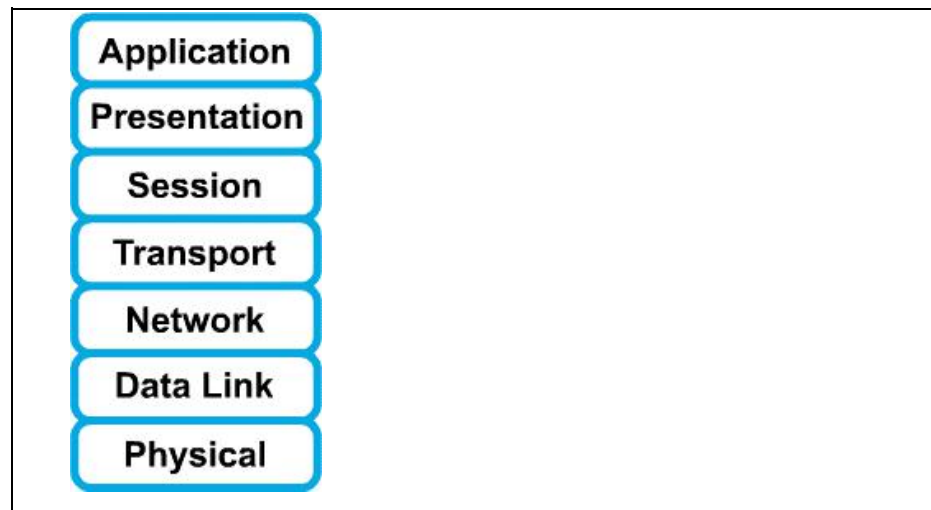 Application
Presentation
Session
Transport
Network
Data Link
Physical